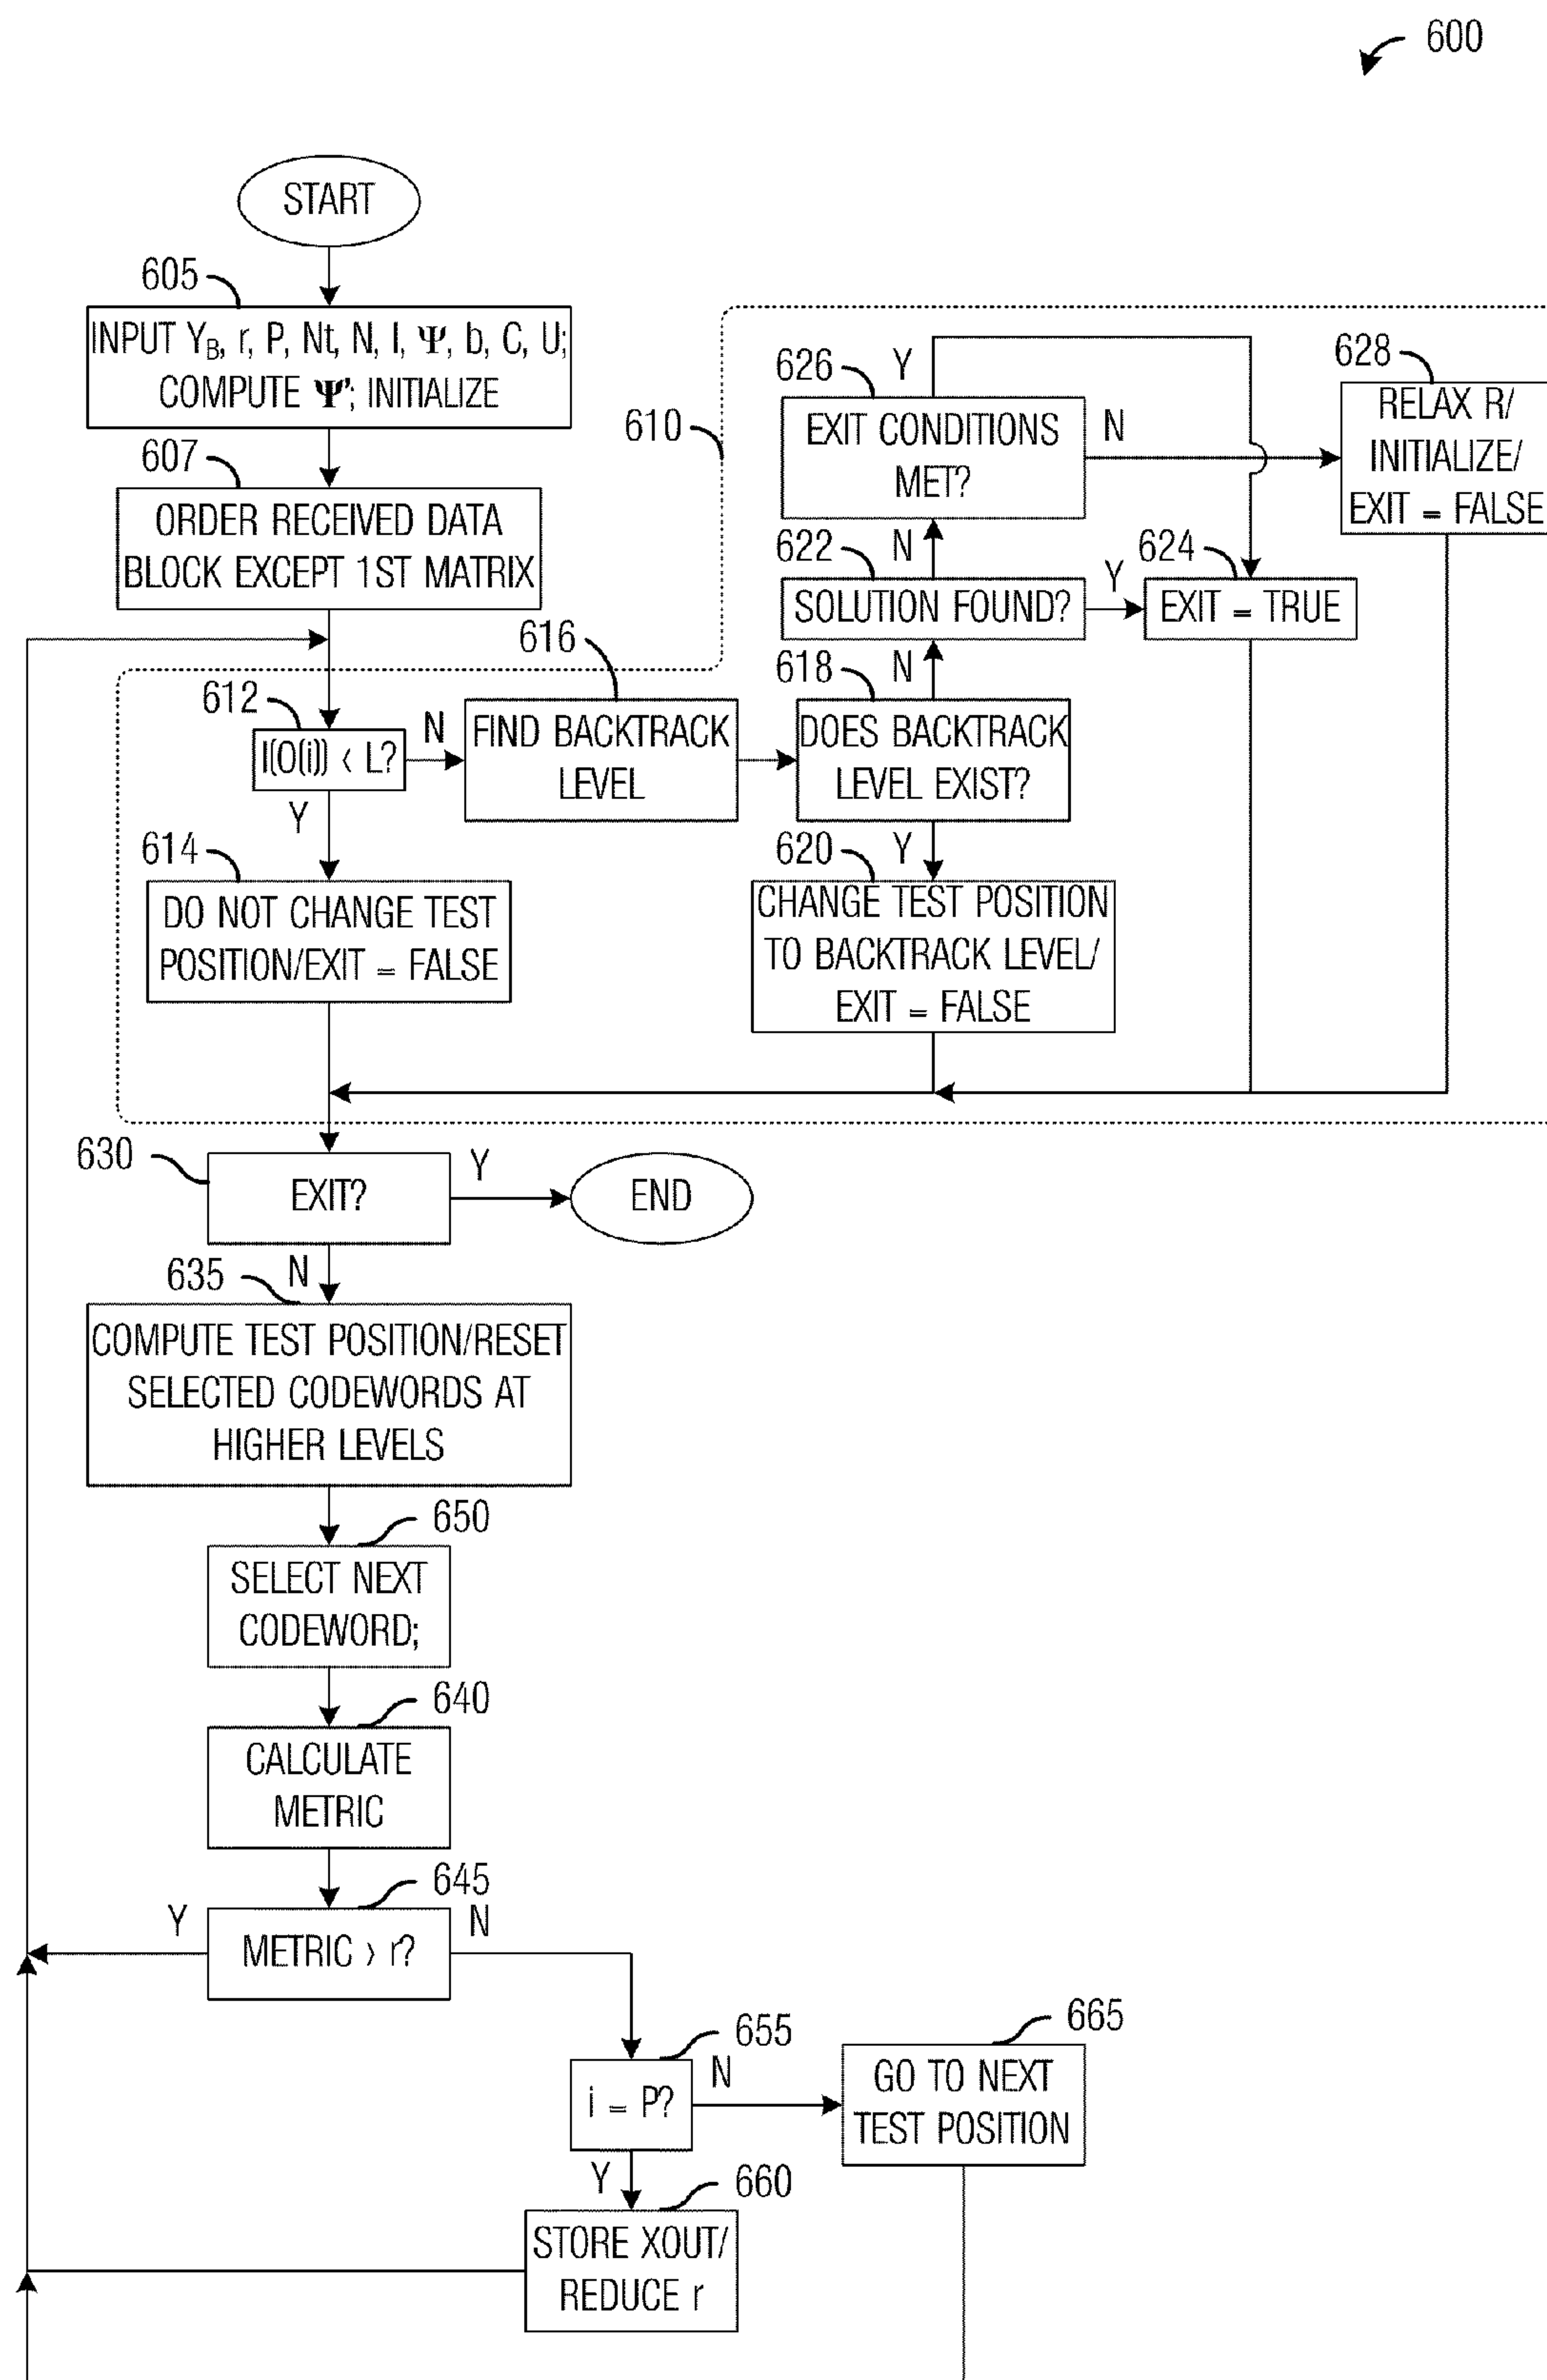 600
START
605
INPUT Y_B, r, P, Nt, N, I, Ψ, b, C, U;
COMPUTE Ψ'; INITIALIZE
607
ORDER RECEIVED DATA
BLOCK EXCEPT 1ST MATRIX
610
612
I(O(i)) < L?
N
Y
614
DO NOT CHANGE TEST
POSITION/EXIT = FALSE
616
FIND BACKTRACK
LEVEL
618
N
DOES BACKTRACK
LEVEL EXIST?
Y
620
CHANGE TEST POSITION
TO BACKTRACK LEVEL/
EXIT = FALSE
622
N
SOLUTION FOUND?
Y
624
EXIT = TRUE
626
Y
EXIT CONDITIONS
MET?
N
628
RELAX R/
INITIALIZE/
EXIT = FALSE
630
EXIT?
Y
END
N
635
COMPUTE TEST POSITION/RESET
SELECTED CODEWORDS AT
HIGHER LEVELS
650
SELECT NEXT
CODEWORD;
640
CALCULATE
METRIC
645
Y
METRIC > r?
N
655
i = P?
N
Y
665
GO TO NEXT
TEST POSITION
660
STORE XOUT/
REDUCE r